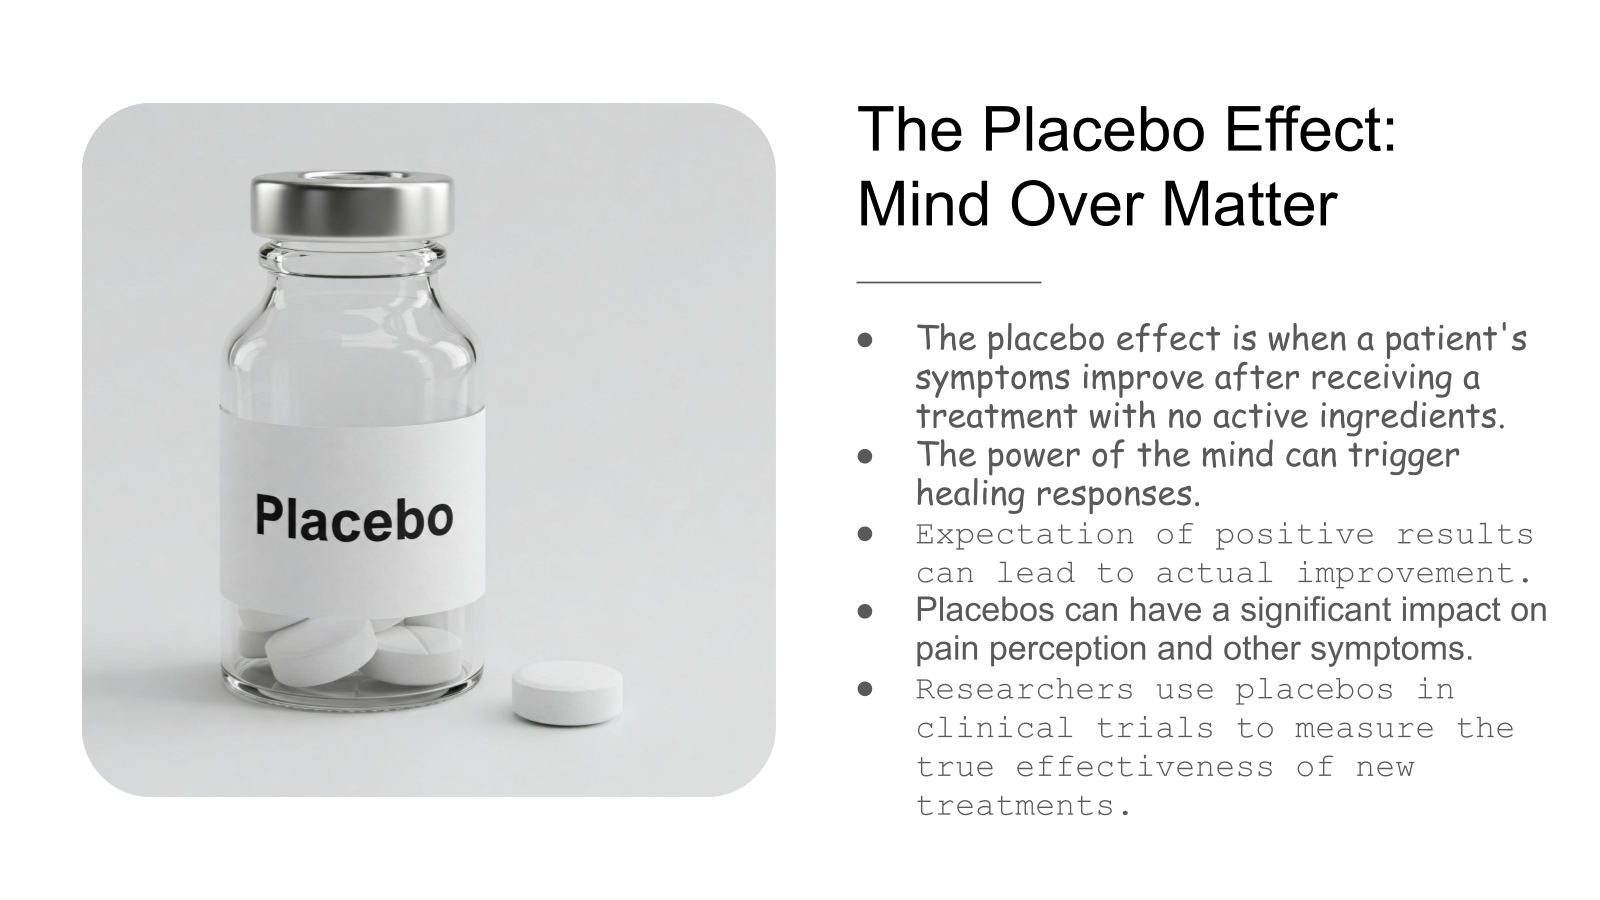 Placebo
The Placebo Effect:
Mind Over Matter
● The placebo effect is when a patient's
symptoms improve after receiving a
treatment with no active ingredients.
● The power of the mind can trigger
healing responses.
● Expectation of positive results
can lead to actual improvement.
● Placebos can have a significant impact on
pain perception and other symptoms.
● Researchers use placebos in
clinical trials to measure the
true effectiveness of new
treatments.